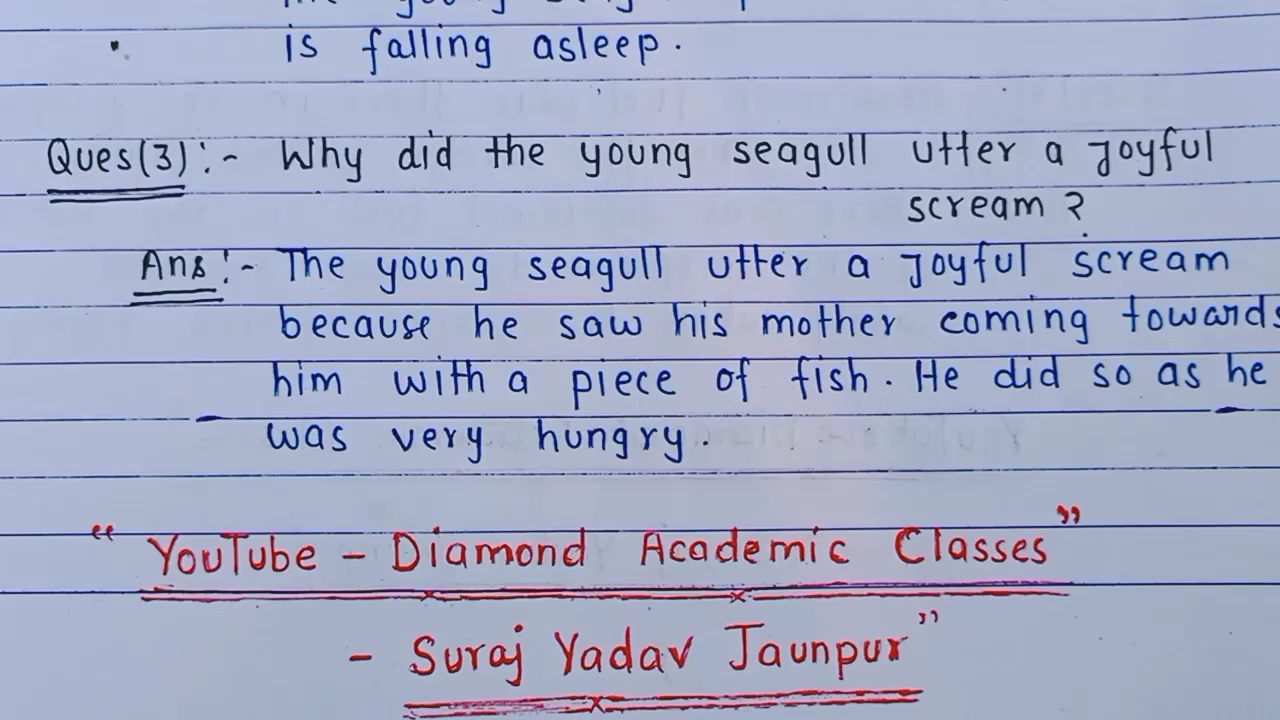 is falling asleep.
Ques(3):- Why did the young seagull utter a Joyful
scream?
Ans:- The young seagull utter a Joyful scream
because he saw his mother coming towards
him with a piece of fish. He did so as he
was very hungry.
“ YouTube - Diamond Academic Classes ”
- Suraj Yadav Jaunpur ”